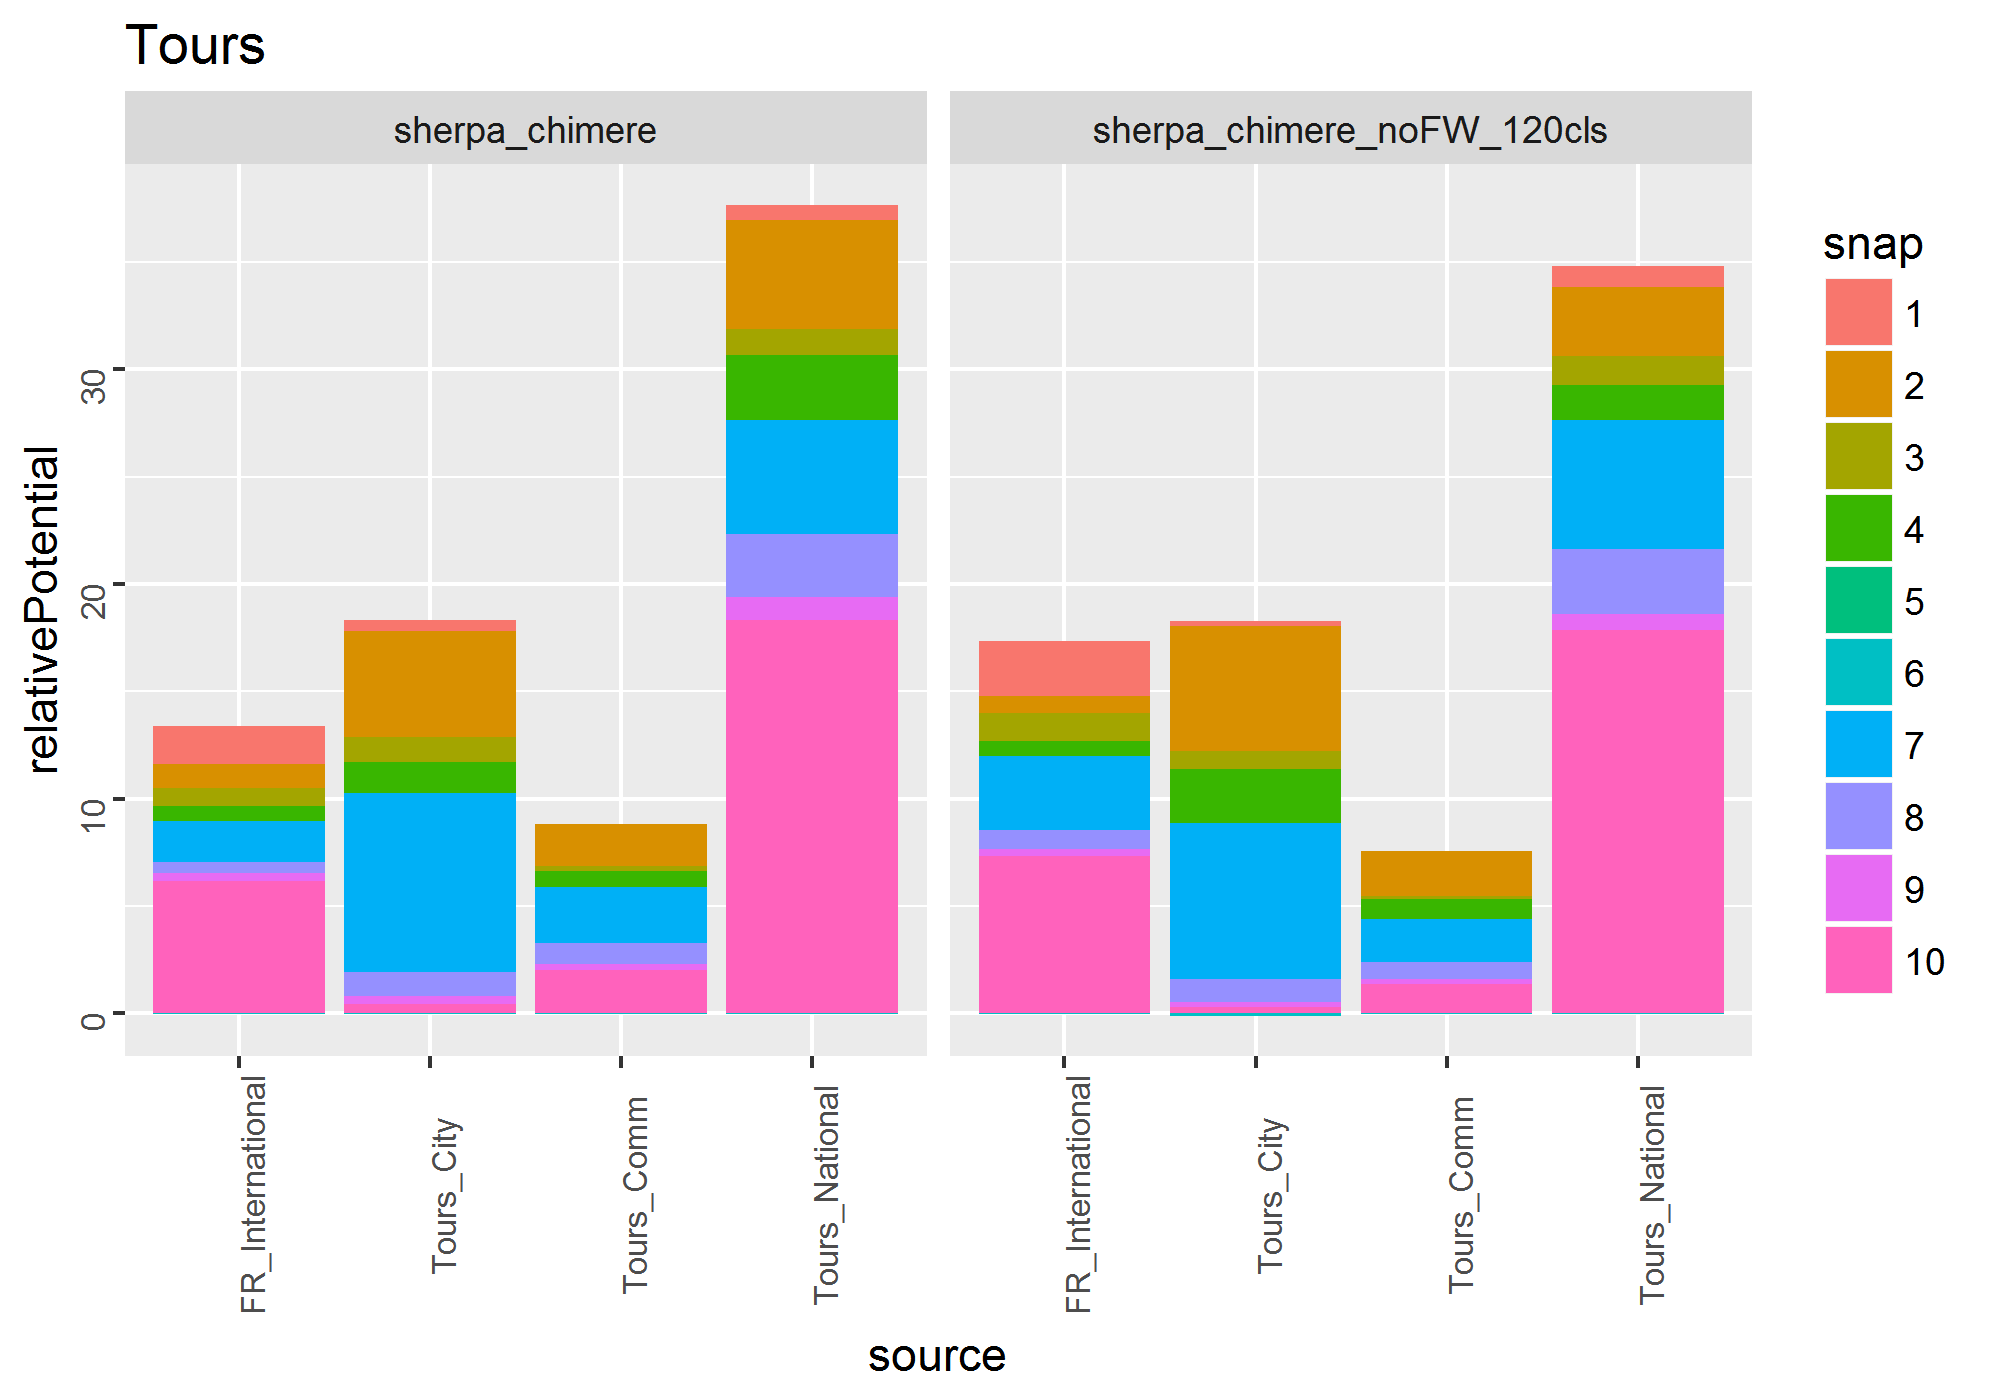 Tours
sherpa_chimere
sherpa_chimere_noFW_120cls
relativePotential
30
20
10
0
FR_International
Tours_City
Tours_Comm
Tours_National
FR_International
Tours_City
Tours_Comm
Tours_National
source
snap
1
2
3
4
5
6
7
8
9
10